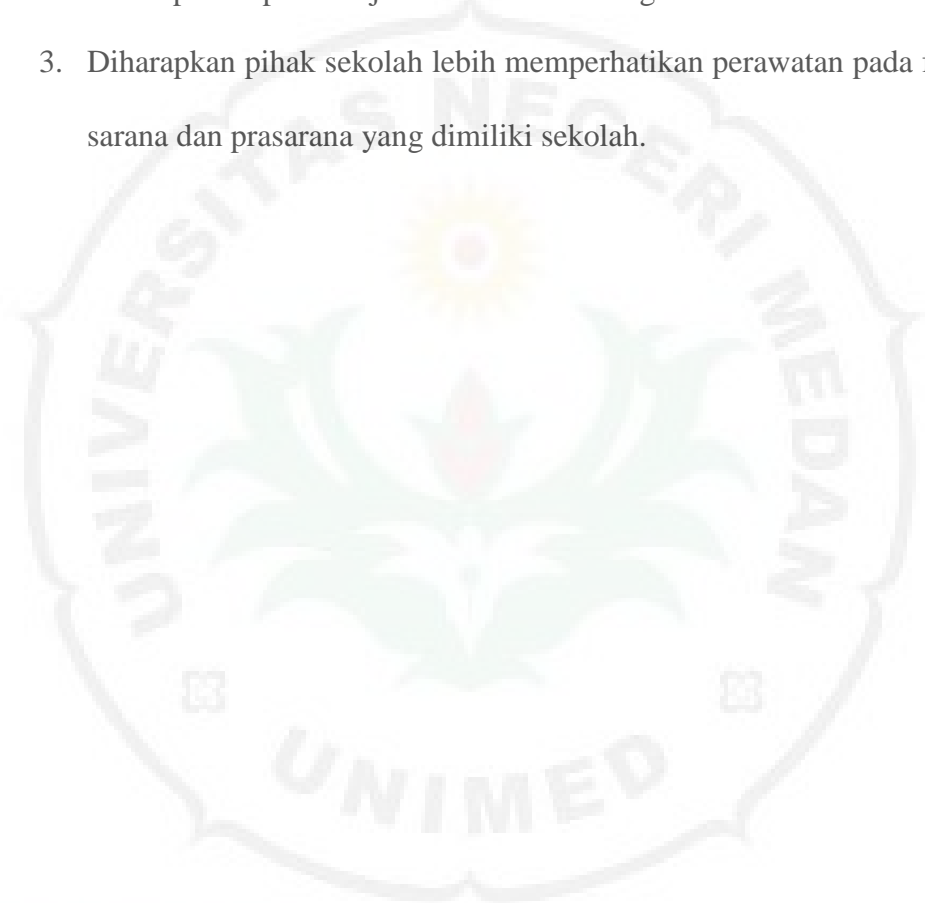 3. Diharapkan pihak sekolah lebih memperhatikan perawatan pada
sarana dan prasarana yang dimiliki sekolah.
UNIVERSITAS NEGERI MEDAN
UNIMED